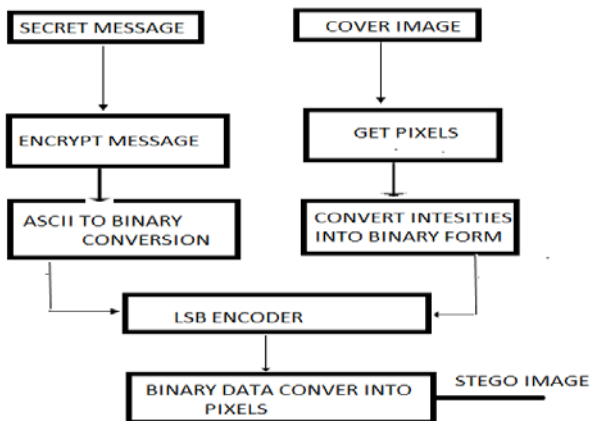 SECRET MESSAGE
COVER IMAGE
ENCRYPT MESSAGE
GET PIXELS
ASCII TO BINARY
CONVERSION
CONVERT INTESITIES
INTO BINARY FORM
LSB ENCODER
BINARY DATA CONVER INTO
PIXELS
STEGO IMAGE